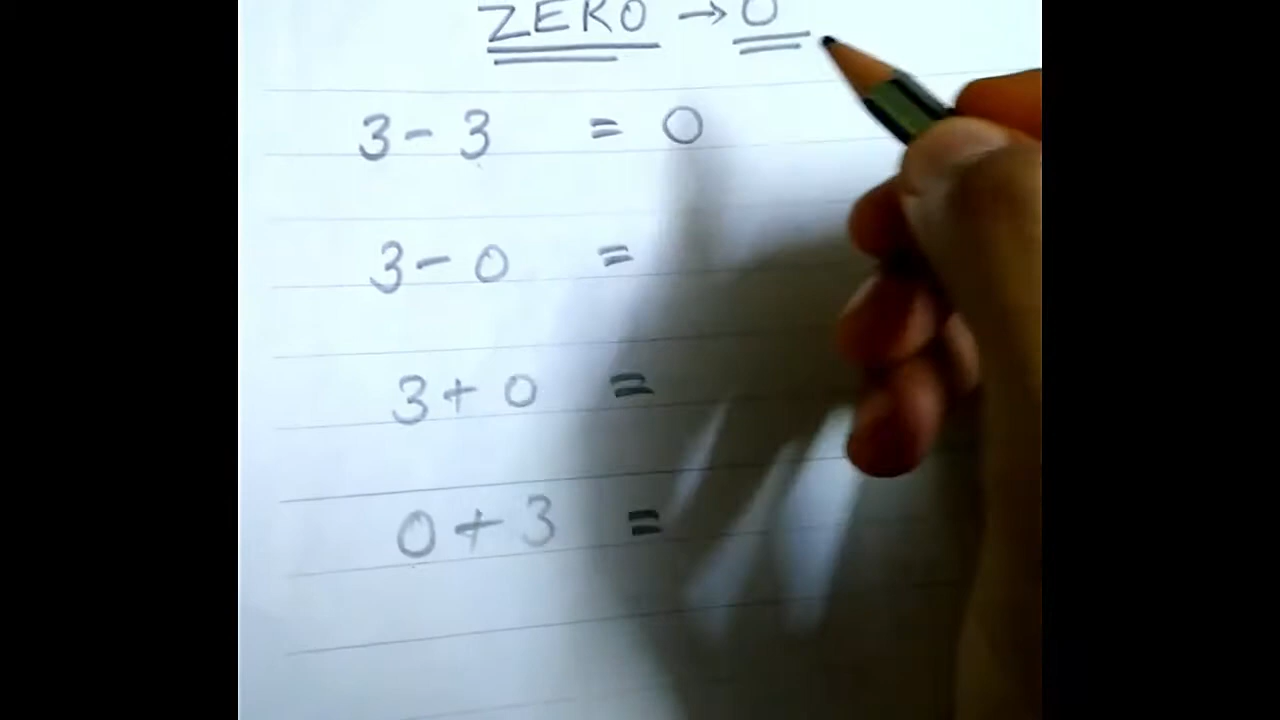 ZERO → 0
3 - 3 = 0
3 - 0 =
3 + 0 =
0 + 3 =